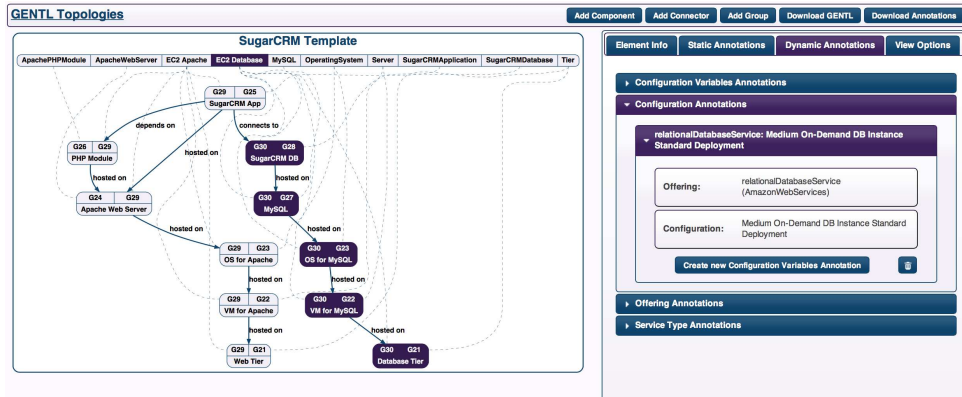 GENTL Topologies
Add Component Add Connector Add Group Download GENTL Download Annotations
SugarCRM Template
ApachePHPModule ApacheWebServer EC2 Apache EC2 Database MySQL OperatingSystem Server SugarCRMApplication SugarCRMDatabase Tier
G29 G25
SugarCRM App
depends on
connects to
G26 G29
PHP Module
hosted on
G30 G28
SugarCRM DB
hosted on
hosted on
G24 G29
Apache Web Server
G30 G27
MySQL
hosted on
hosted on
G29 G23
OS for Apache
G30 G23
OS for MySQL
hosted on
hosted on
G29 G22
VM for Apache
G30 G22
VM for MySQL
hosted on
hosted on
G29 G21
Web Tier
G30 G21
Database Tier
Element Info Static Annotations Dynamic Annotations View Options
Configuration Variables Annotations
Configuration Annotations
relationalDatabaseService: Medium On-Demand DB Instance
Standard Deployment
Offering: relationalDatabaseService
(AmazonWebServices)
Configuration: Medium On-Demand DB Instance Standard
Deployment
Create new Configuration Variables Annotation
Offering Annotations
Service Type Annotations